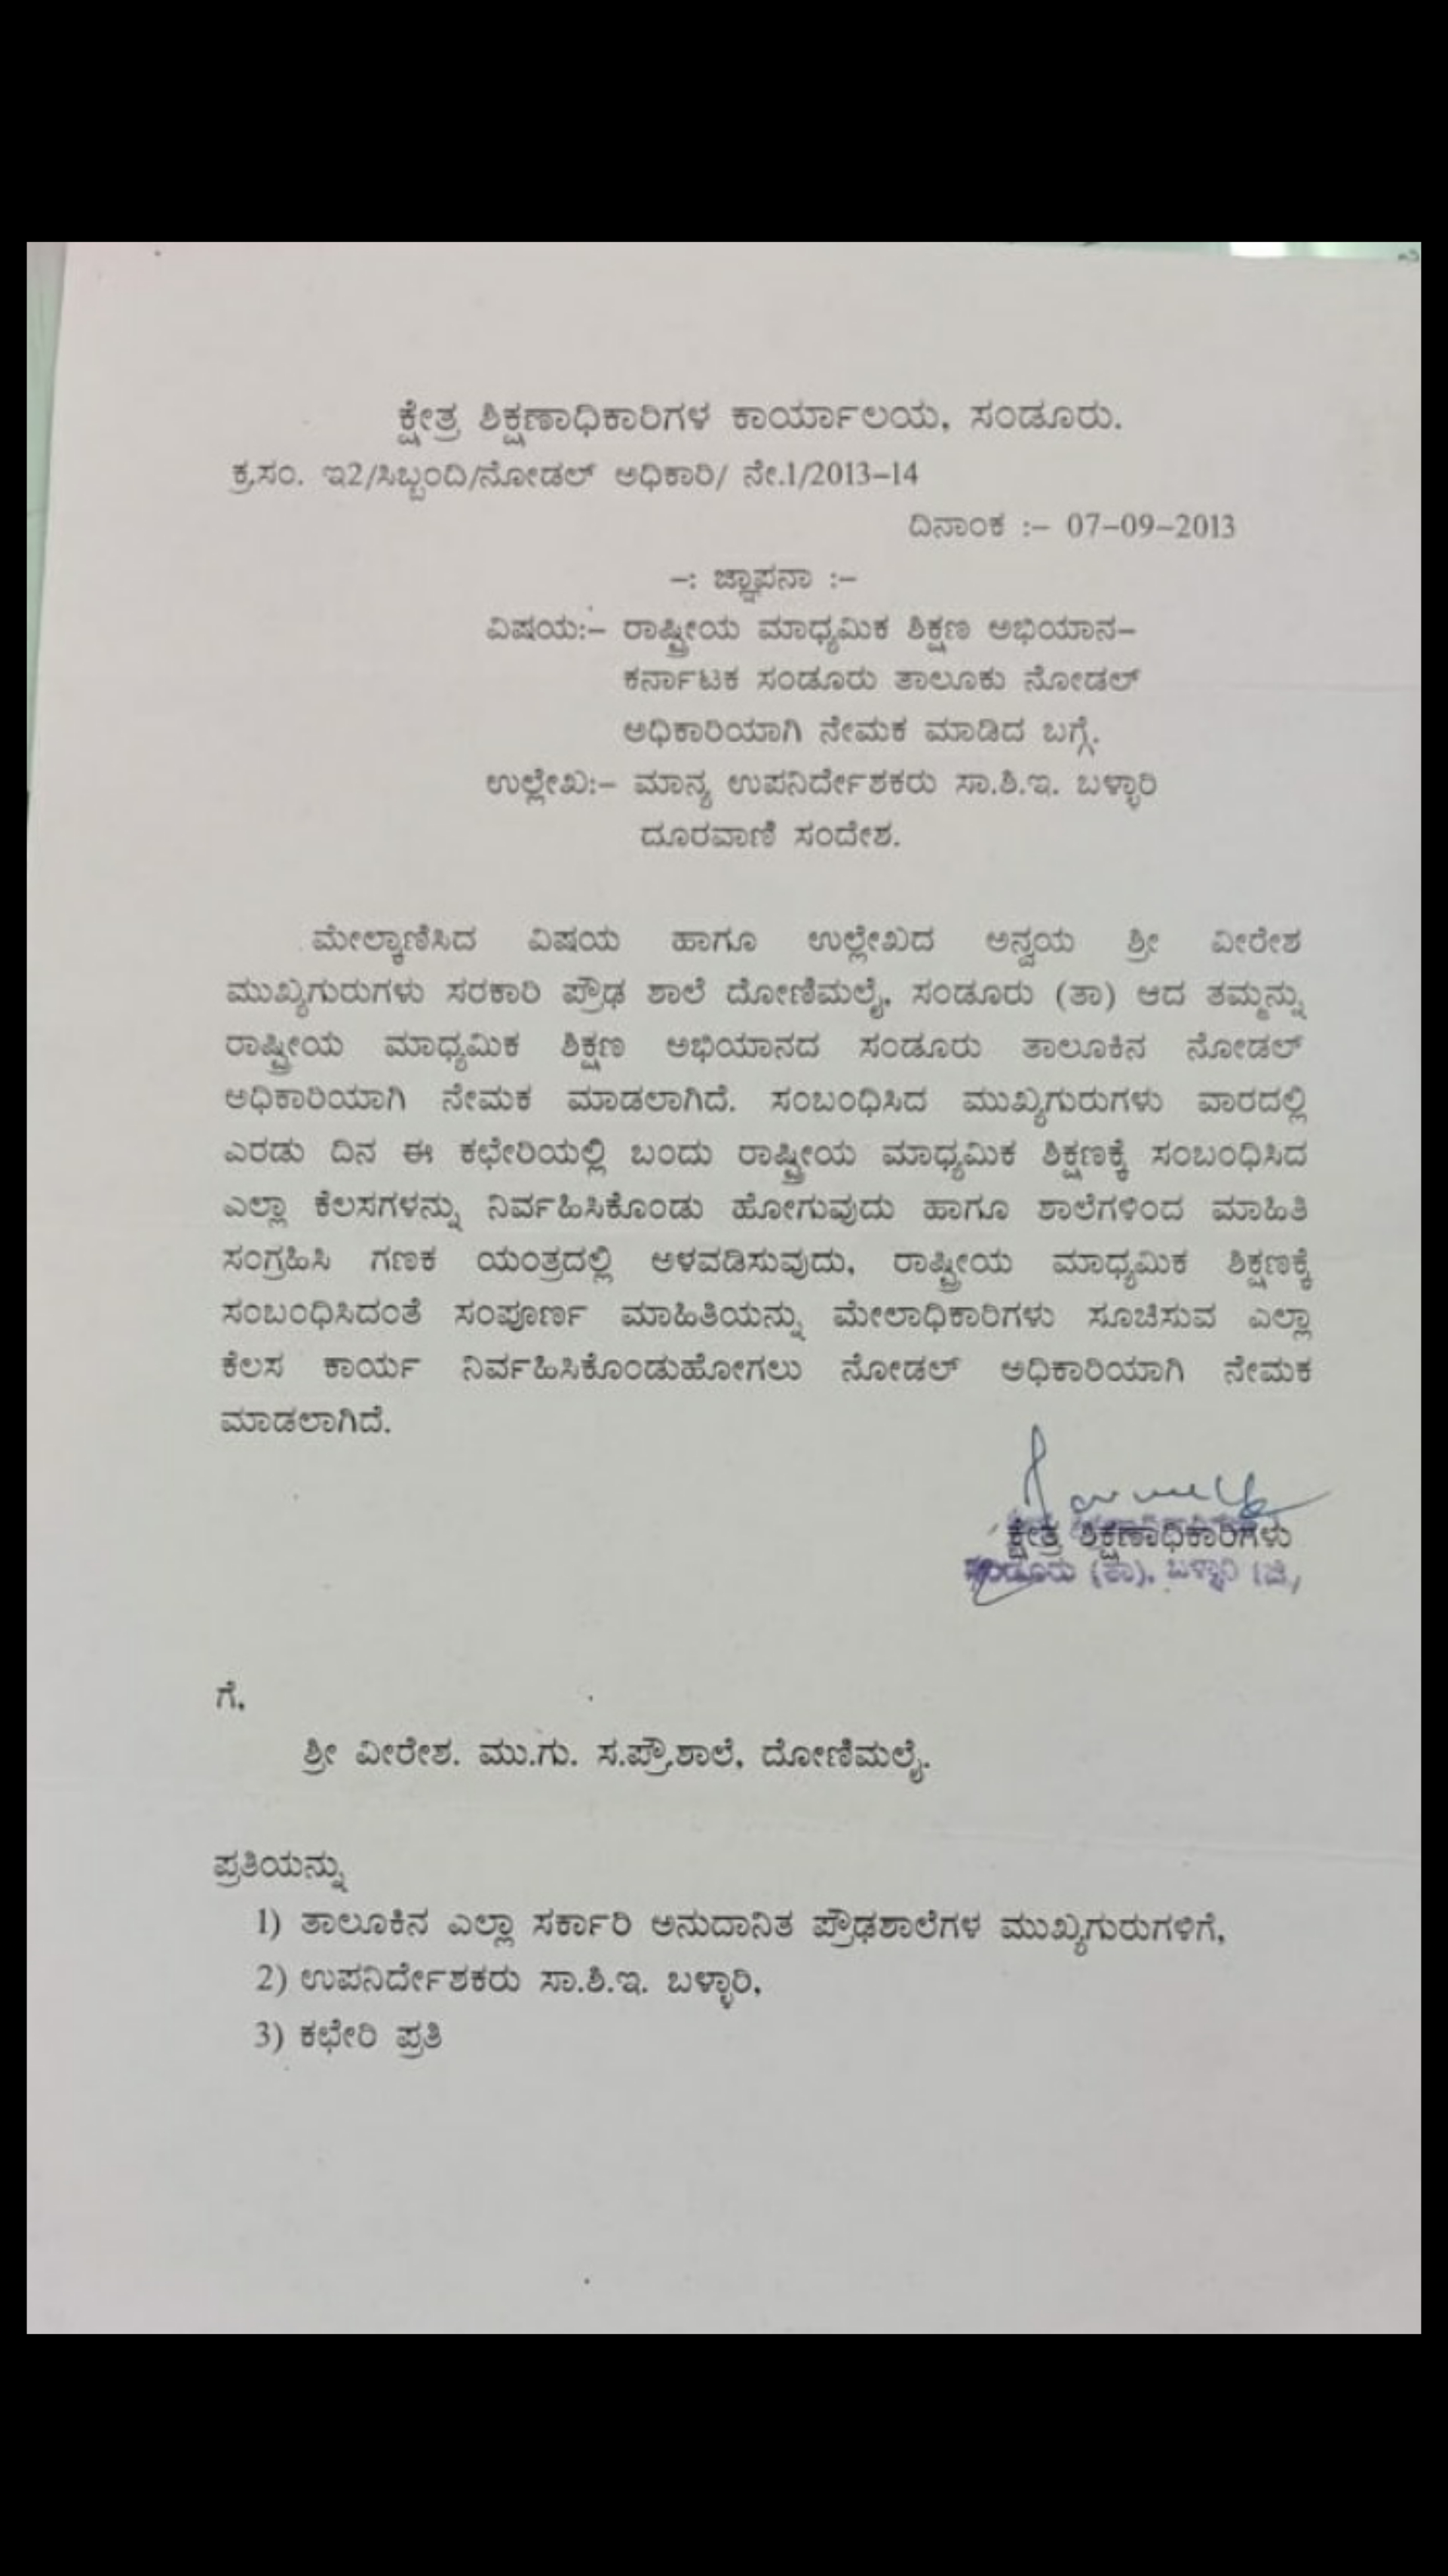 ಕ್ಷೇತ್ರ ಶಿಕ್ಷಣಾಧಿಕಾರಿಗಳ ಕಾರ್ಯಾಲಯ, ಸಂಡೂರು.
ಕ್ರ.ಸಂ. ಇ2/ಸಿಬ್ಬಂದಿ/ನೋಡಲ್ ಅಧಿಕಾರಿ/ ನೇ.1/2013–14
ದಿನಾಂಕ :– 07–09–2013
–: ಜ್ಞಾಪನಾ :–
ವಿಷಯ:– ರಾಷ್ಟ್ರೀಯ ಮಾಧ್ಯಮಿಕ ಶಿಕ್ಷಣ ಅಭಿಯಾನ–
ಕರ್ನಾಟಕ ಸಂಡೂರು ತಾಲೂಕು ನೋಡಲ್
ಅಧಿಕಾರಿಯಾಗಿ ನೇಮಕ ಮಾಡಿದ ಬಗ್ಗೆ.
ಉಲ್ಲೇಖ:– ಮಾನ್ಯ ಉಪನಿರ್ದೇಶಕರು ಸಾ.ಶಿ.ಇ. ಬಳ್ಳಾರಿ
ದೂರವಾಣಿ ಸಂದೇಶ.
ಮೇಲ್ಕಾಣಿಸಿದ ವಿಷಯ ಹಾಗೂ ಉಲ್ಲೇಖದ ಅನ್ವಯ ಶ್ರೀ ವೀರೇಶ
ಮುಖ್ಯಗುರುಗಳು ಸರಕಾರಿ ಪ್ರೌಢ ಶಾಲೆ ದೋಣಿಮಲೈ, ಸಂಡೂರು (ತಾ) ಆದ ತಮ್ಮನ್ನು
ರಾಷ್ಟ್ರೀಯ ಮಾಧ್ಯಮಿಕ ಶಿಕ್ಷಣ ಅಭಿಯಾನದ ಸಂಡೂರು ತಾಲೂಕಿನ ನೋಡಲ್
ಅಧಿಕಾರಿಯಾಗಿ ನೇಮಕ ಮಾಡಲಾಗಿದೆ. ಸಂಬಂಧಿಸಿದ ಮುಖ್ಯಗುರುಗಳು ವಾರದಲ್ಲಿ
ಎರಡು ದಿನ ಈ ಕಛೇರಿಯಲ್ಲಿ ಬಂದು ರಾಷ್ಟ್ರೀಯ ಮಾಧ್ಯಮಿಕ ಶಿಕ್ಷಣಕ್ಕೆ ಸಂಬಂಧಿಸಿದ
ಎಲ್ಲಾ ಕೆಲಸಗಳನ್ನು ನಿರ್ವಹಿಸಿಕೊಂಡು ಹೋಗುವುದು ಹಾಗೂ ಶಾಲೆಗಳಿಂದ ಮಾಹಿತಿ
ಸಂಗ್ರಹಿಸಿ ಗಣಕ ಯಂತ್ರದಲ್ಲಿ ಅಳವಡಿಸುವುದು, ರಾಷ್ಟ್ರೀಯ ಮಾಧ್ಯಮಿಕ ಶಿಕ್ಷಣಕ್ಕೆ
ಸಂಬಂಧಿಸಿದಂತೆ ಸಂಪೂರ್ಣ ಮಾಹಿತಿಯನ್ನು ಮೇಲಾಧಿಕಾರಿಗಳು ಸೂಚಿಸುವ ಎಲ್ಲಾ
ಕೆಲಸ ಕಾರ್ಯ ನಿರ್ವಹಿಸಿಕೊಂಡುಹೋಗಲು ನೋಡಲ್ ಅಧಿಕಾರಿಯಾಗಿ ನೇಮಕ
ಮಾಡಲಾಗಿದೆ.
ಕ್ಷೇತ್ರ ಶಿಕ್ಷಣಾಧಿಕಾರಿಗಳು
ಸಂಡೂರು (ತಾ), ಬಳ್ಳಾರಿ (ಜಿ)
ಗೆ,
ಶ್ರೀ ವೀರೇಶ. ಮು.ಗು. ಸ.ಪ್ರೌ.ಶಾಲೆ, ದೋಣಿಮಲೈ.
ಪ್ರತಿಯನ್ನು
1) ತಾಲೂಕಿನ ಎಲ್ಲಾ ಸರ್ಕಾರಿ ಅನುದಾನಿತ ಪ್ರೌಢಶಾಲೆಗಳ ಮುಖ್ಯಗುರುಗಳಿಗೆ,
2) ಉಪನಿರ್ದೇಶಕರು ಸಾ.ಶಿ.ಇ. ಬಳ್ಳಾರಿ,
3) ಕಛೇರಿ ಪ್ರತಿ